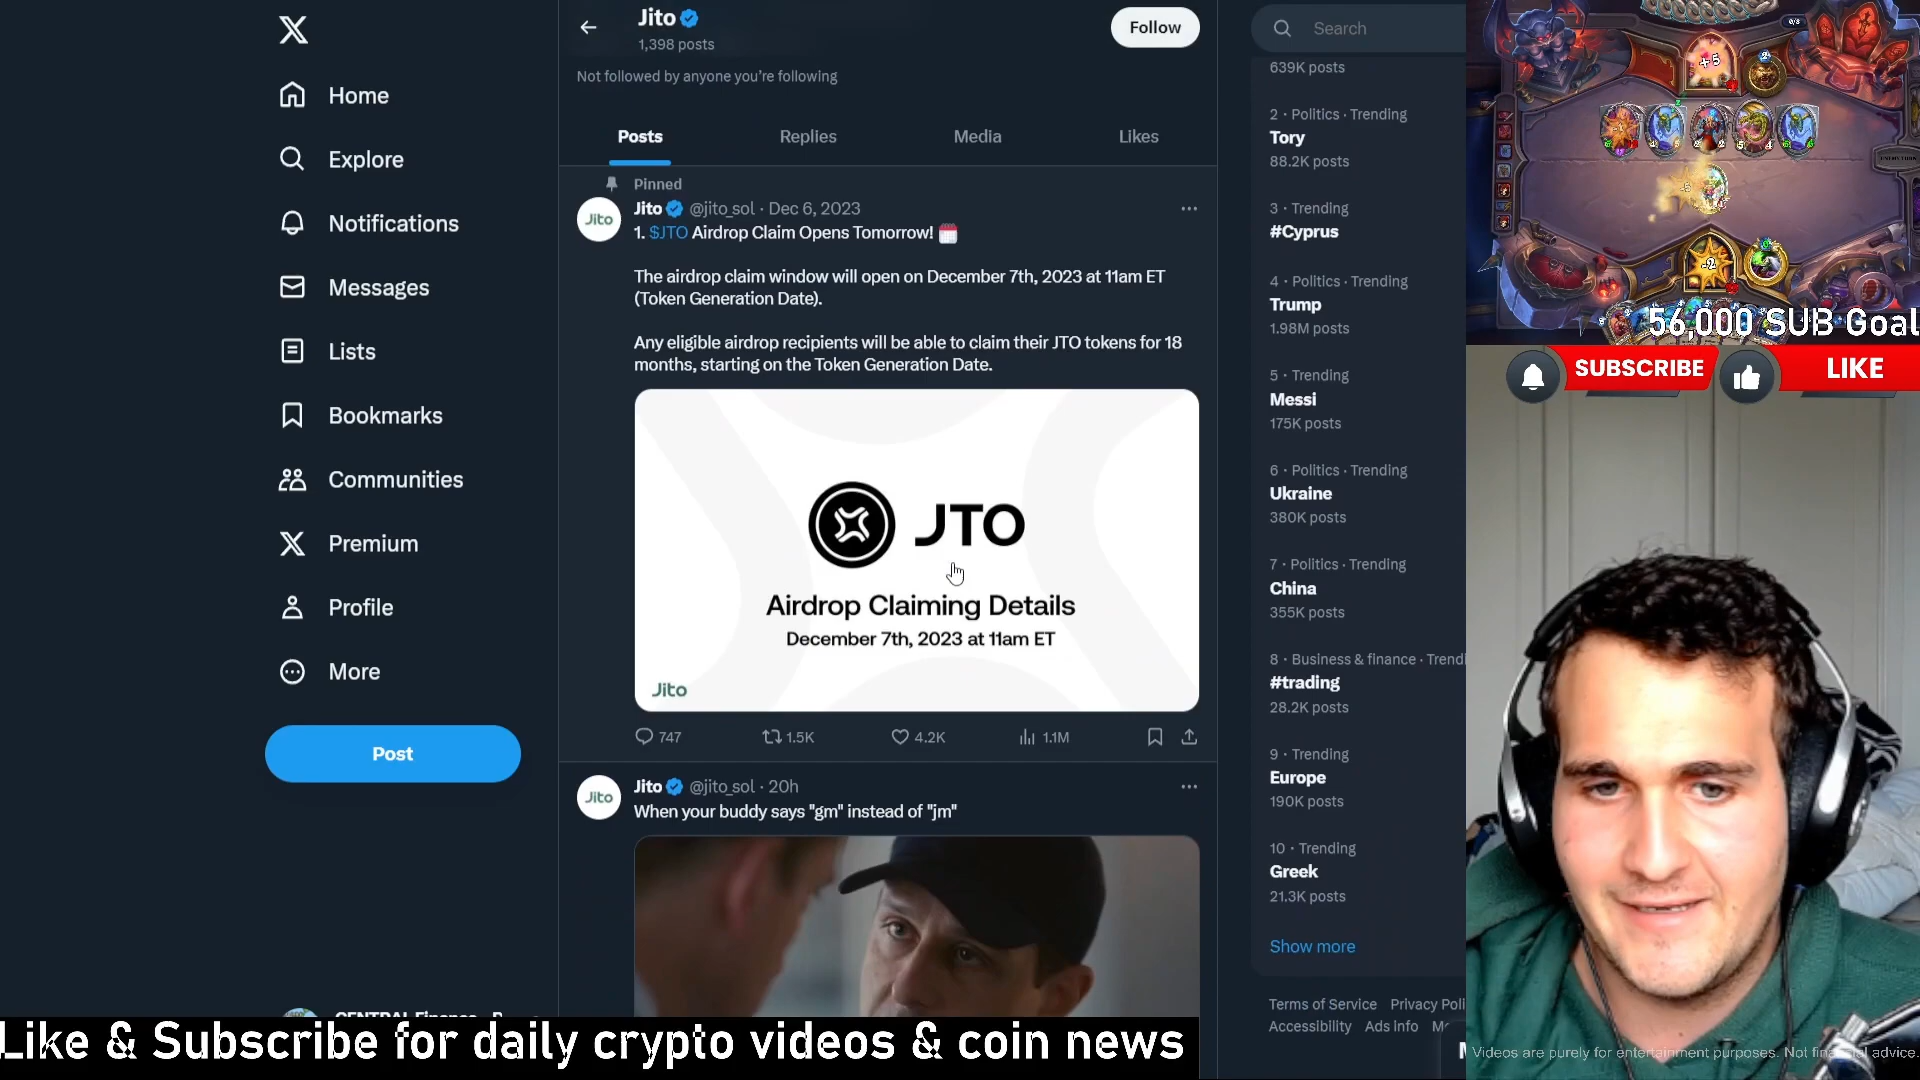 Home
Explore
Notifications
Messages
Lists
Bookmarks
Communities
Premium
Profile
More
Post
Jito
1,398 posts
Follow
Not followed by anyone you're following
Posts
Replies
Media
Likes
Pinned
Jito @jito_sol · Dec 6, 2023
1. $JTO Airdrop Claim Opens Tomorrow!
The airdrop claim window will open on December 7th, 2023 at 11am ET
(Token Generation Date).
Any eligible airdrop recipients will be able to claim their JTO tokens for 18
months, starting on the Token Generation Date.
JTO
Airdrop Claiming Details
December 7th, 2023 at 11am ET
Jito
747
1.5K
4.2K
1.1M
Jito @jito_sol · 20h
When your buddy says "gm" instead of "jm"
Search
639K posts
2 · Politics · Trending
Tory
88.2K posts
3 · Trending
#Cyprus
4 · Politics · Trending
Trump
1.98M posts
5 · Trending
Messi
175K posts
6 · Politics · Trending
Ukraine
380K posts
7 · Politics · Trending
China
355K posts
8 · Business & finance · Trendi
#trading
28.2K posts
9 · Trending
Europe
190K posts
10 · Trending
Greek
21.3K posts
Show more
Terms of Service Privacy Poli
Accessibility Ads info
56,000 SUB Goal
SUBSCRIBE
LIKE
Like & Subscribe for daily crypto videos & coin news
Videos are purely for entertainment purposes. Not financial advice.